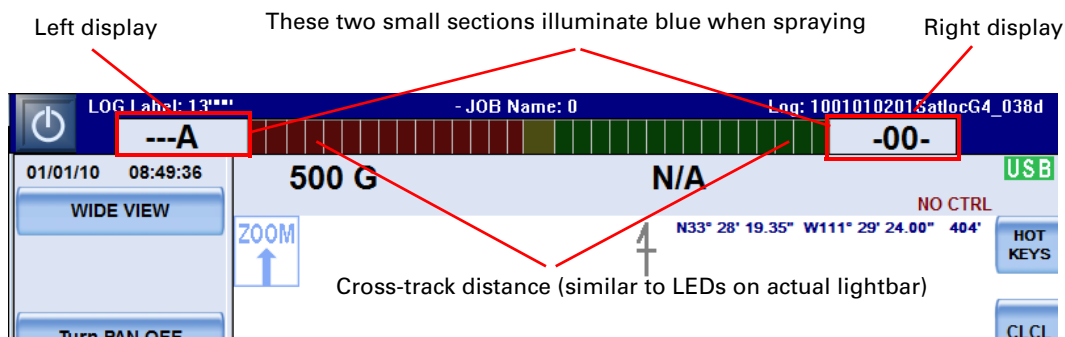 Left display
These two small sections illuminate blue when spraying
Right display
LOG Label: 13""" - JOB Name: 0 Log: 1001010201SatlocG4_038d
---A
-00-
01/01/10 08:49:36
500 G
N/A
USB
WIDE VIEW
NO CTRL
ZOOM
N33° 28' 19.35" W111° 29' 24.00" 404'
HOT
KEYS
Cross-track distance (similar to LEDs on actual lightbar)
Turn PAN OFF